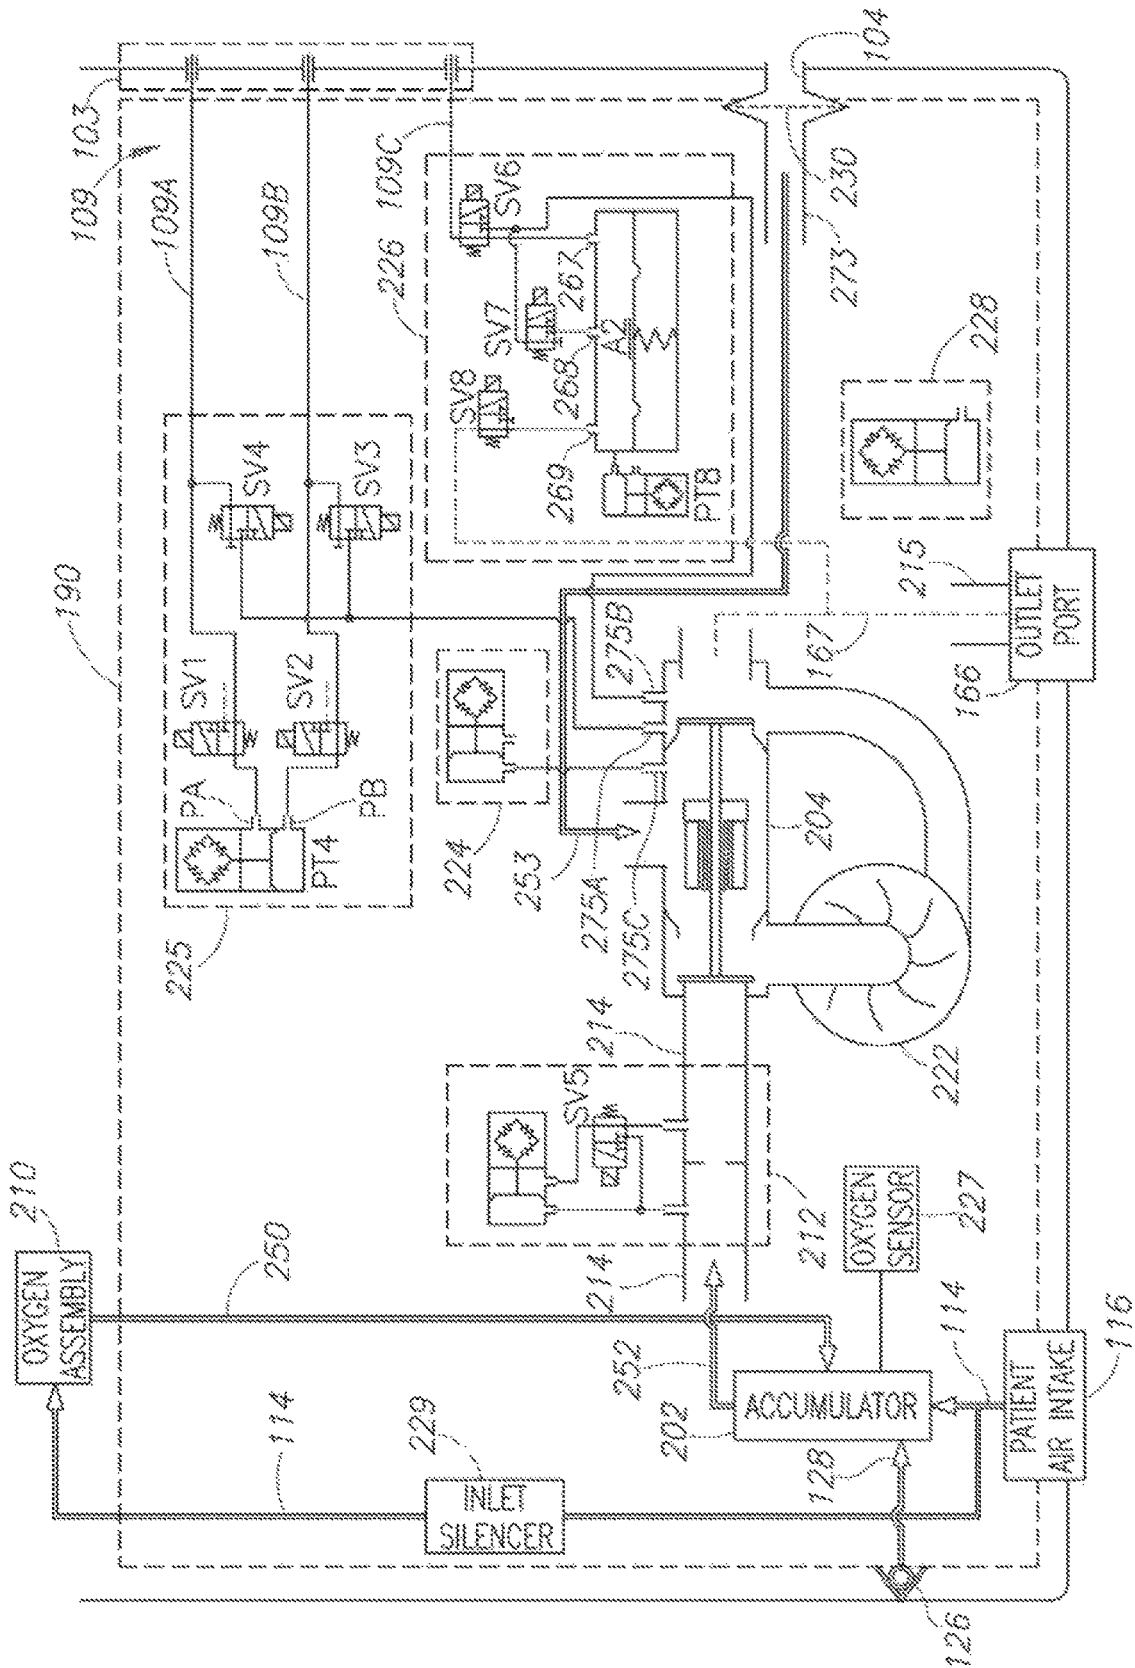 210
OXYGEN
ASSEMBLY
250
114
229
INLET
SILENCER
190
103
109
109A
109B
109C
104
225
PA
PB
PT4
SV1
SV2
SV4
SV3
226
SV6
SV7
SV8
267
268
269
A2
PT8
230
273
228
224
253
275A
275B
275C
204
167
215
166
OUTLET
PORT
222
214
SV5
212
214
252
202
ACCUMULATOR
OXYGEN
SENSOR
227
128
114
PATIENT
AIR INTAKE
116
126